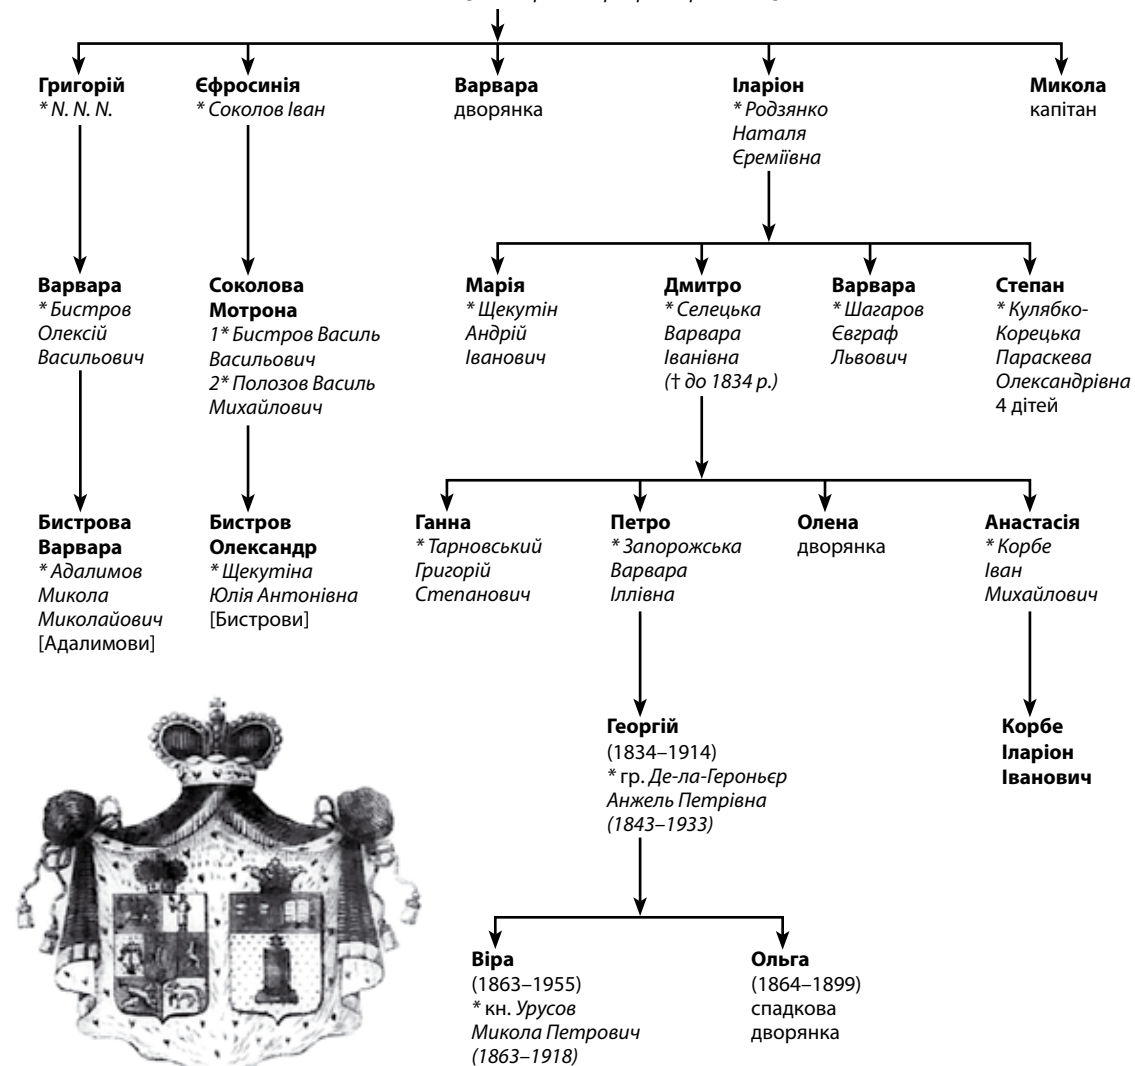 Григорій
* N. N. N.
Єфросинія
* Соколов Іван
Варвара
дворянка
Іларіон
* Родзянко
Наталя
Єреміївна
Микола
капітан
Варвара
* Бистров
Олексій
Васильович
Соколова
Мотрона
1* Бистров Василь
Васильович
2* Полозов Василь
Михайлович
Марія
* Щекутін
Андрій
Іванович
Дмитро
* Селецька
Варвара
Іванівна
(† до 1834 р.)
Варвара
* Шагаров
Євграф
Львович
Степан
* Кулябко-
Корецька
Параскева
Олександрівна
4 дітей
Бистрова
Варвара
* Адалимов
Микола
Миколайович
[Адалимови]
Бистров
Олександр
* Щекутіна
Юлія Антонівна
[Бистрови]
Ганна
* Тарновський
Григорій
Степанович
Петро
* Запорожська
Варвара
Іллівна
Олена
дворянка
Анастасія
* Корбе
Іван
Михайлович
Георгій
(1834–1914)
* гр. Де-ла-Героньєр
Анжель Петрівна
(1843–1933)
Корбе
Іларіон
Іванович
Віра
(1863–1955)
* кн. Урусов
Микола Петрович
(1863–1918)
Ольга
(1864–1899)
спадкова
дворянка